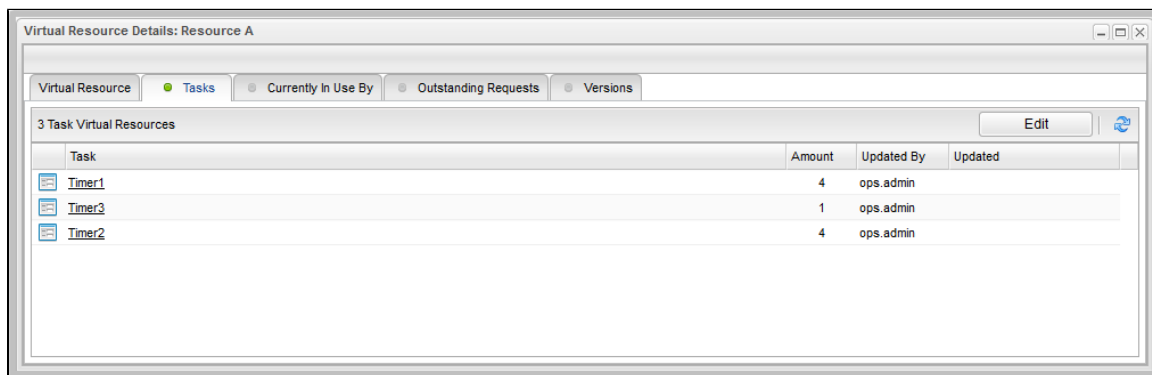 Virtual Resource Details: Resource A
Virtual Resource Tasks Currently In Use By Outstanding Requests Versions
3 Task Virtual Resources Edit
Task Amount Updated By Updated
Timer1 4 ops.admin
Timer3 1 ops.admin
Timer2 4 ops.admin